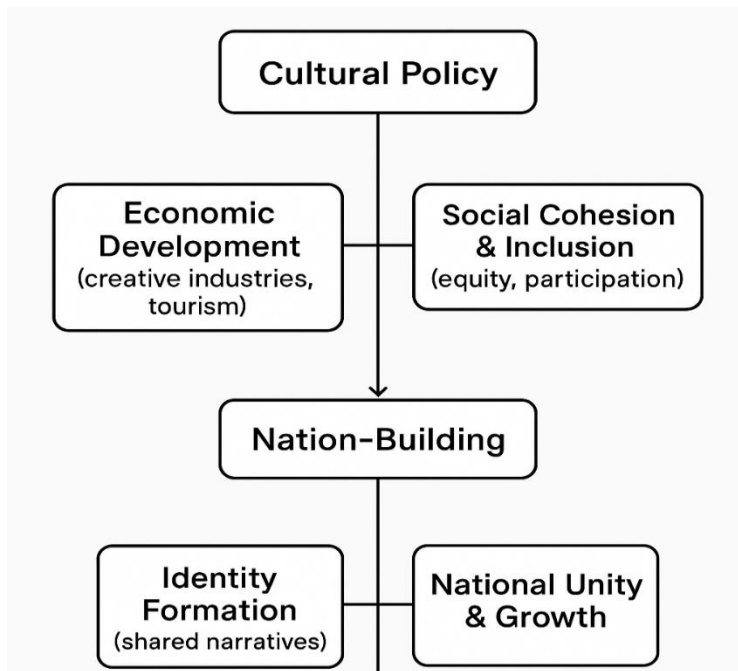 Cultural Policy
Economic
Development
(creative industries,
tourism)
Social Cohesion
& Inclusion
(equity, participation)
Nation-Building
Identity
Formation
(shared narratives)
National Unity
& Growth